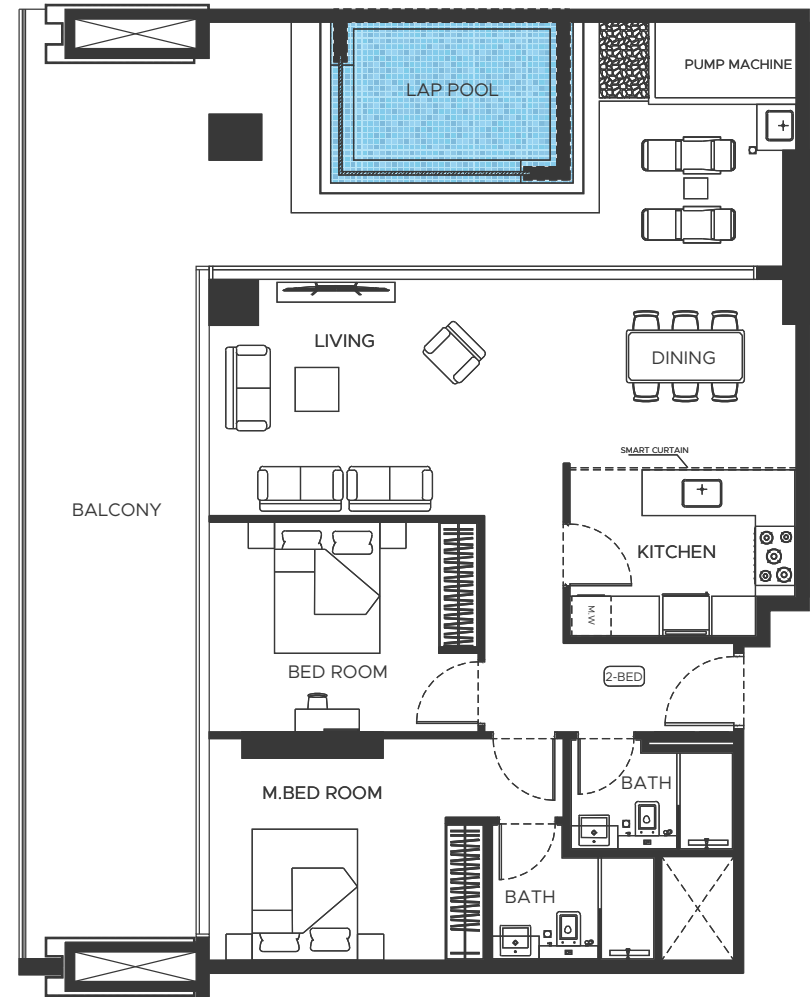 LAP POOL
PUMP MACHINE
LIVING
DINING
SMART CURTAIN
BALCONY
KITCHEN
M.W
BED ROOM
2-BED
BATH
M.BED ROOM
BATH